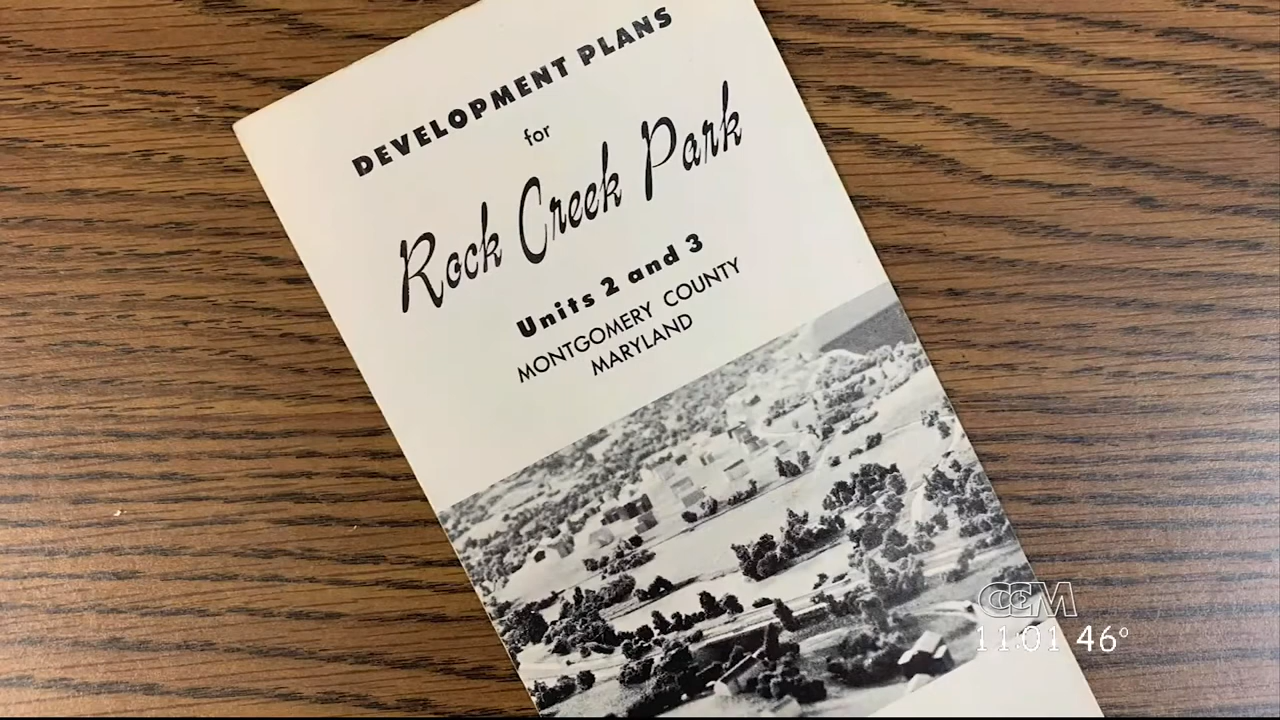 DEVELOPMENT PLANS
for
Rock Creek Park
Units 2 and 3
MONTGOMERY COUNTY
MARYLAND
CCM
11:01 46°